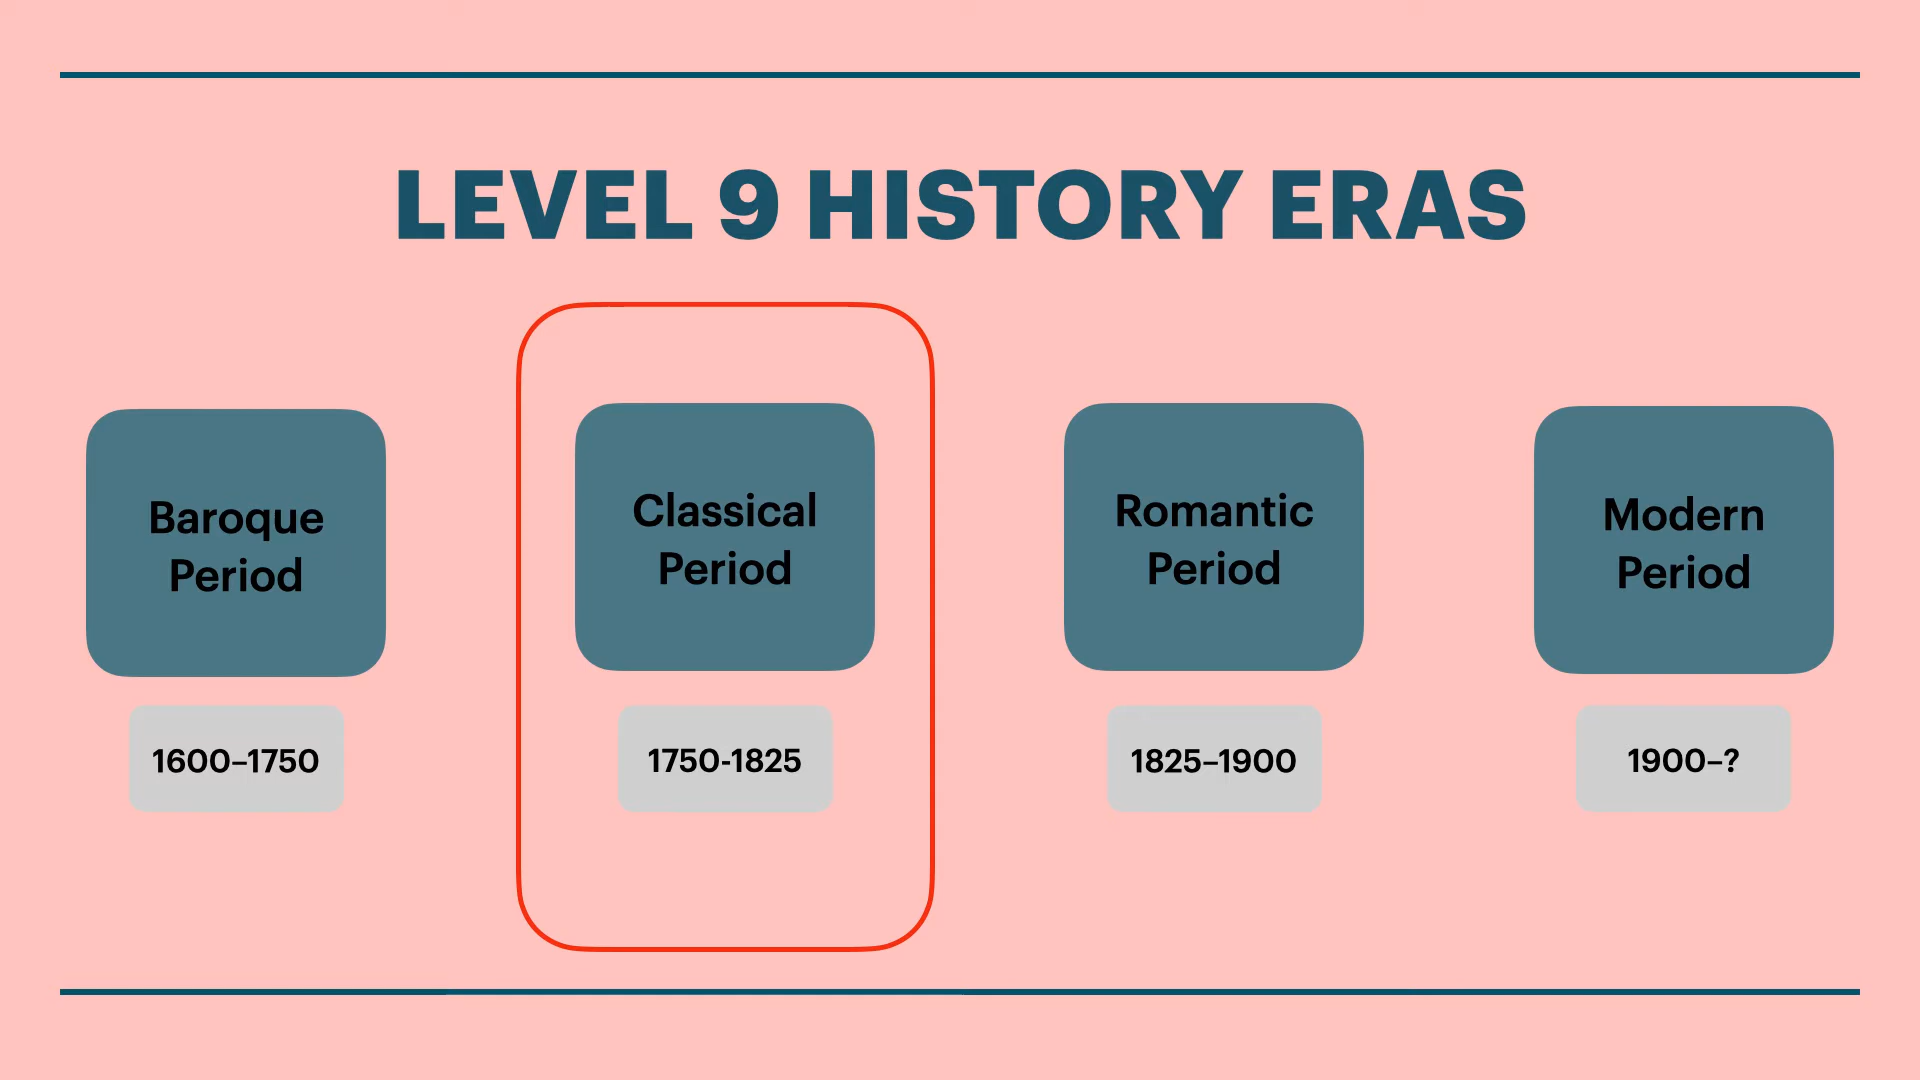 LEVEL 9 HISTORY ERAS
Baroque
Period
1600–1750
Classical
Period
1750-1825
Romantic
Period
1825–1900
Modern
Period
1900–?